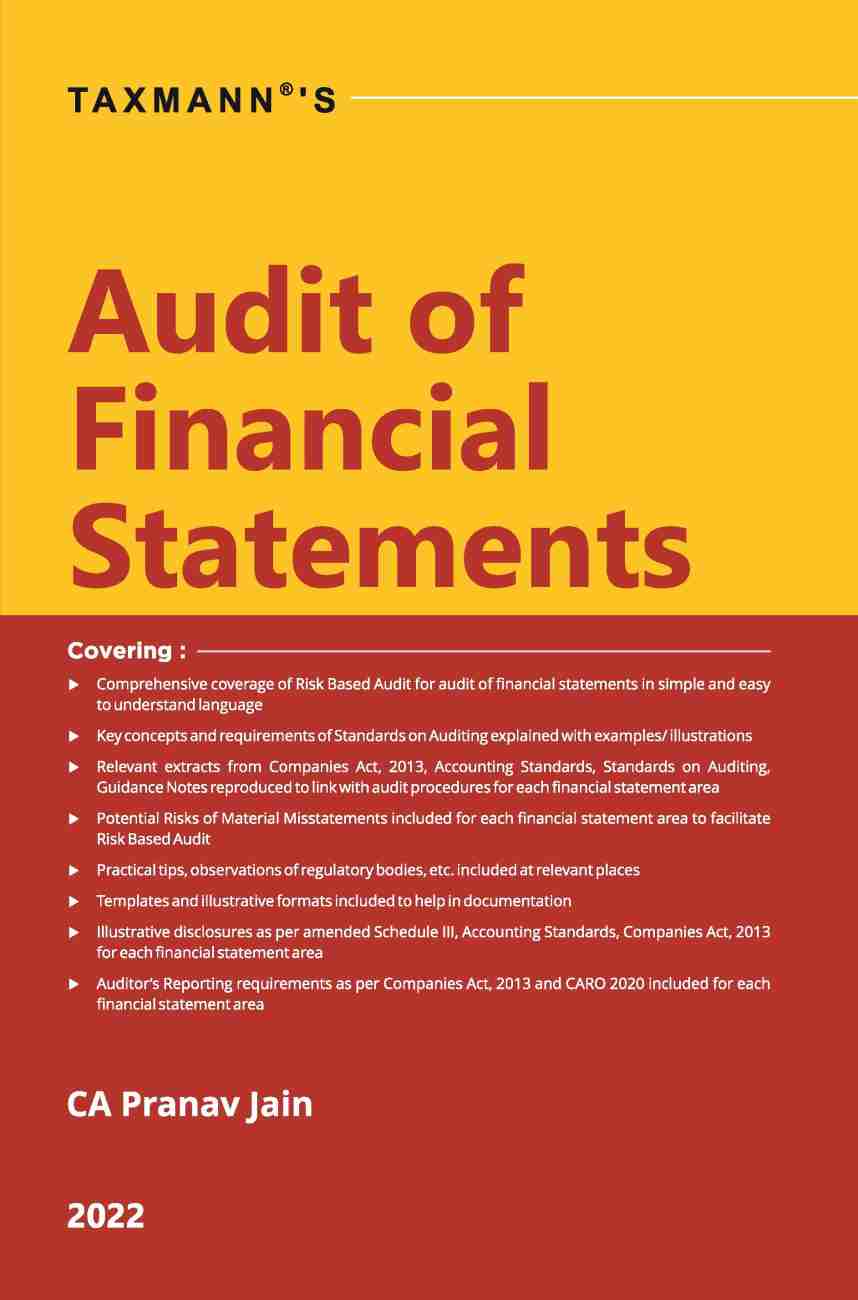 TAXMANN®'S
Audit of
Financial
Statements
Covering :
► Comprehensive coverage of Risk Based Audit for audit of financial statements in simple and easy
to understand language
► Key concepts and requirements of Standards on Auditing explained with examples/ illustrations
► Relevant extracts from Companies Act, 2013, Accounting Standards, Standards on Auditing,
Guidance Notes reproduced to link with audit procedures for each financial statement area
► Potential Risks of Material Misstatements included for each financial statement area to facilitate
Risk Based Audit
► Practical tips, observations of regulatory bodies, etc. included at relevant places
► Templates and illustrative formats included to help in documentation
► Illustrative disclosures as per amended Schedule III, Accounting Standards, Companies Act, 2013
for each financial statement area
► Auditor's Reporting requirements as per Companies Act, 2013 and CARO 2020 included for each
financial statement area
CA Pranav Jain
2022